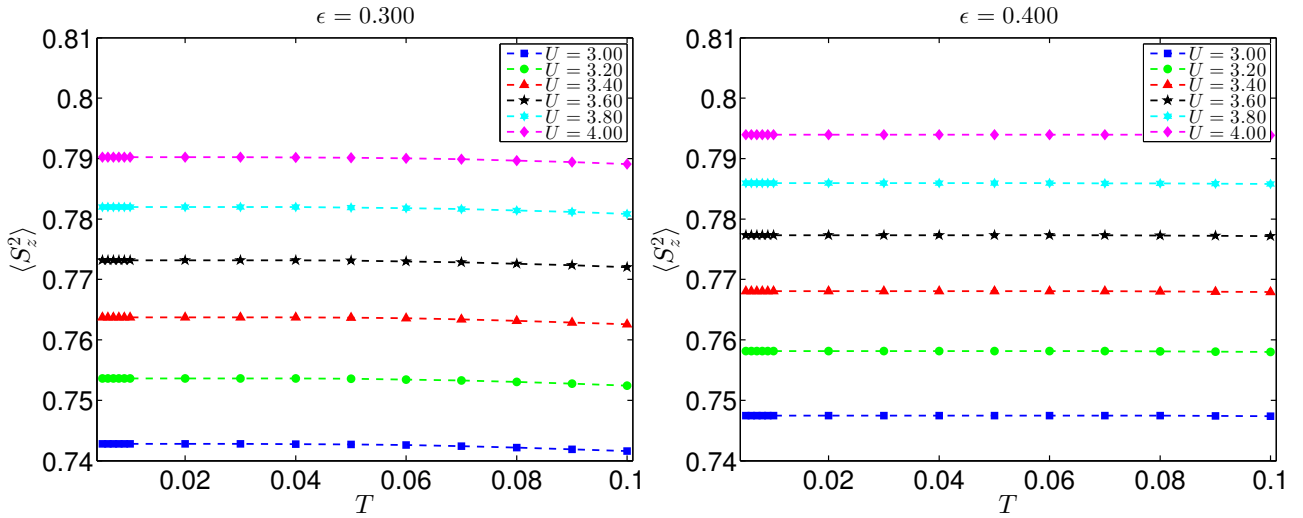 ϵ = 0.300
0.81
0.8
0.79
0.78
0.77
0.76
0.75
0.74
⟨S_z^2⟩
0.02
0.04
0.06
0.08
0.1
T
U = 3.00
U = 3.20
U = 3.40
U = 3.60
U = 3.80
U = 4.00
ϵ = 0.400
0.81
0.8
0.79
0.78
0.77
0.76
0.75
0.74
⟨S_z^2⟩
0.02
0.04
0.06
0.08
0.1
T
U = 3.00
U = 3.20
U = 3.40
U = 3.60
U = 3.80
U = 4.00